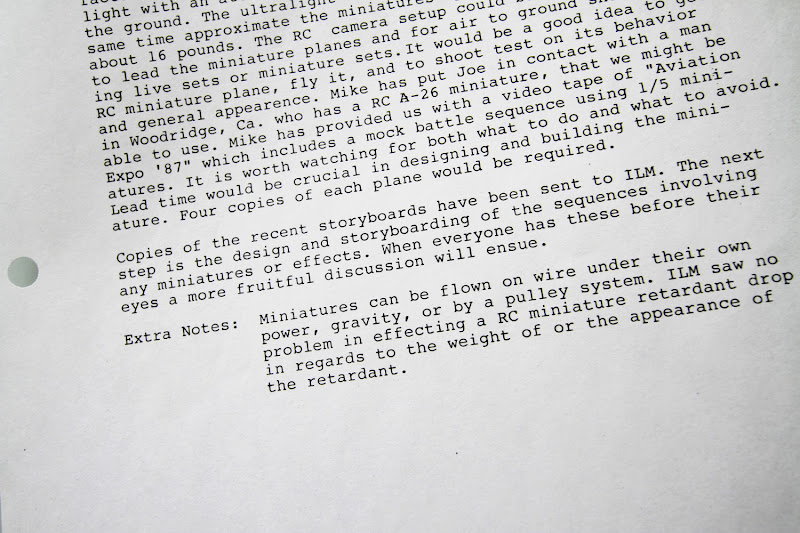 light with an
the ground. The ultralight
same time approximate the miniatures
about 16 pounds. The RC camera setup could
to lead the miniature planes and for air to ground
ing live sets or miniature sets.It would be a good idea to
RC miniature plane, fly it, and to shoot test on its behavior
and general appearence. Mike has put Joe in contact with a man
in Woodridge, Ca. who has a RC A-26 miniature, that we might be
able to use. Mike has provided us with a video tape of "Aviation
Expo '87" which includes a mock battle sequence using 1/5 mini-
atures. It is worth watching for both what to do and what to avoid.
Lead time would be crucial in designing and building the mini-
ature. Four copies of each plane would be required.
Copies of the recent storyboards have been sent to ILM. The next
step is the design and storyboarding of the sequences involving
any miniatures or effects. When everyone has these before their
eyes a more fruitful discussion will ensue.
Extra Notes: Miniatures can be flown on wire under their own
power, gravity, or by a pulley system. ILM saw no
problem in effecting a RC miniature retardant drop
in regards to the weight of or the appearance of
the retardant.